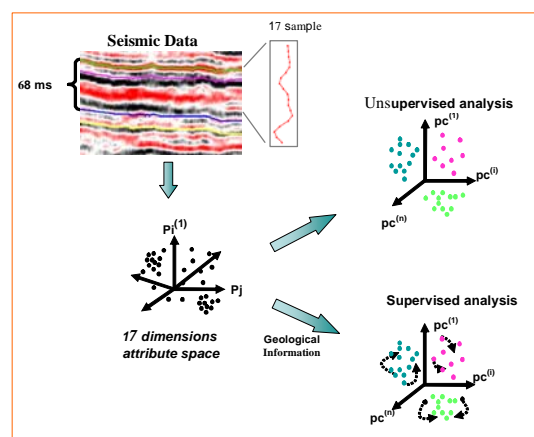 Seismic Data
17 sample
68 ms
Pi(1)
Pj
17 dimensions
attribute space
Unsupervised analysis
pc(1)
pc(i)
pc(n)
Geological
Information
Supervised analysis
pc(1)
pc(i)
pc(n)